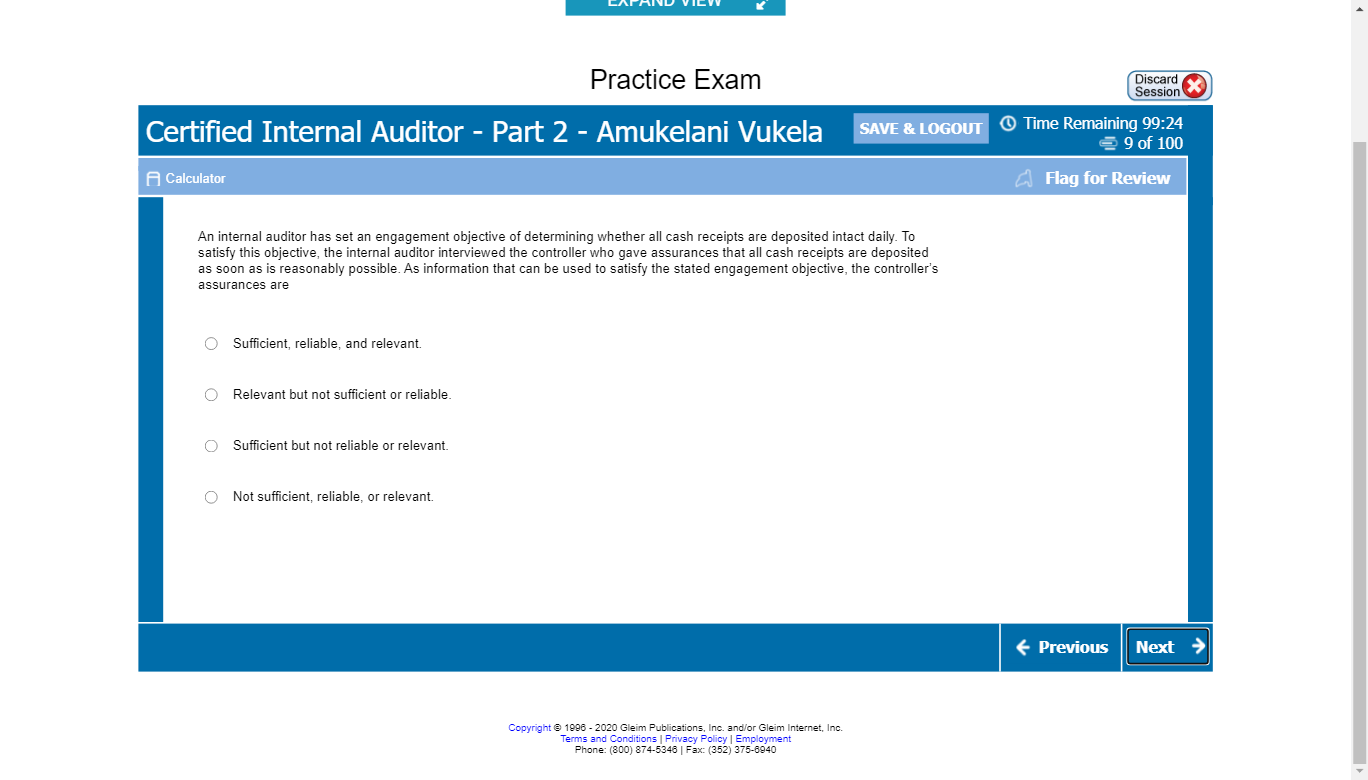 EXPAND VIEW
Practice Exam
Discard
Session
Certified Internal Auditor - Part 2 - Amukelani Vukela
SAVE & LOGOUT
Time Remaining 99:24
9 of 100
Calculator
Flag for Review
An internal auditor has set an engagement objective of determining whether all cash receipts are deposited intact daily. To
satisfy this objective, the internal auditor interviewed the controller who gave assurances that all cash receipts are deposited
as soon as is reasonably possible. As information that can be used to satisfy the stated engagement objective, the controller's
assurances are
Sufficient, reliable, and relevant.
Relevant but not sufficient or reliable.
Sufficient but not reliable or relevant.
Not sufficient, reliable, or relevant.
Previous
Next
Copyright © 1996 - 2020 Gleim Publications, Inc. and/or Gleim Internet, Inc.
Terms and Conditions | Privacy Policy | Employment
Phone: (800) 874-5346 | Fax: (352) 375-6940